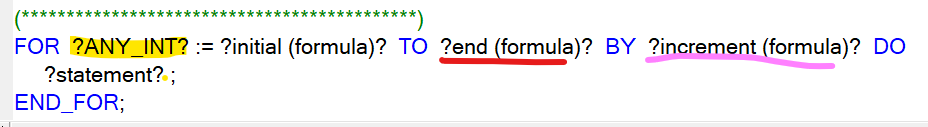 (******************************************)
FOR ?ANY_INT? := ?initial (formula)? TO ?end (formula)? BY ?increment (formula)? DO
?statement? ;
END_FOR;